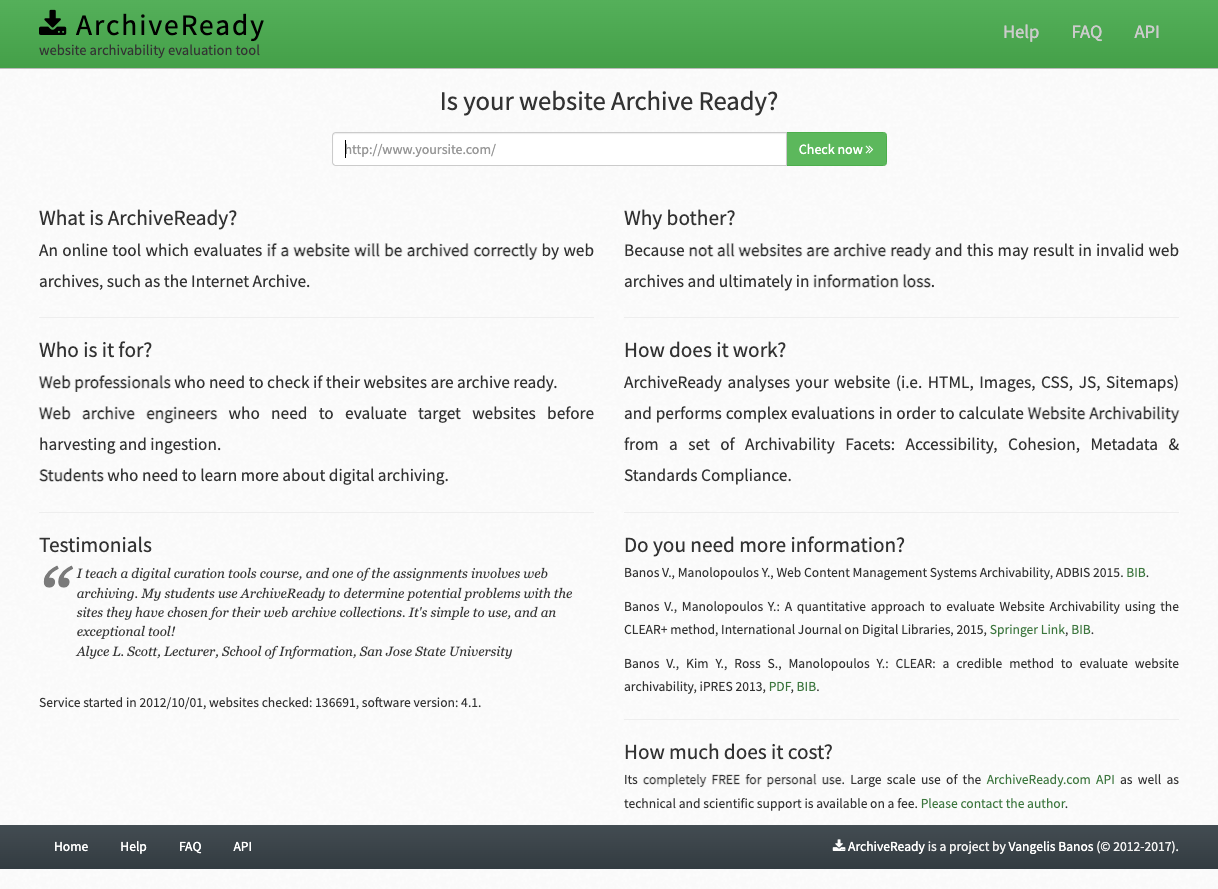 ArchiveReady
website archivability evaluation tool
Help FAQ API
Is your website Archive Ready?
http://www.yoursite.com/
Check now »
What is ArchiveReady?
An online tool which evaluates if a website will be archived correctly by web
archives, such as the Internet Archive.
Who is it for?
Web professionals who need to check if their websites are archive ready.
Web archive engineers who need to evaluate target websites before
harvesting and ingestion.
Students who need to learn more about digital archiving.
Testimonials
“ I teach a digital curation tools course, and one of the assignments involves web
archiving. My students use ArchiveReady to determine potential problems with the
sites they have chosen for their web archive collections. It's simple to use, and an
exceptional tool!
Alyce L. Scott, Lecturer, School of Information, San Jose State University
Service started in 2012/10/01, websites checked: 136691, software version: 4.1.
Why bother?
Because not all websites are archive ready and this may result in invalid web
archives and ultimately in information loss.
How does it work?
ArchiveReady analyses your website (i.e. HTML, Images, CSS, JS, Sitemaps)
and performs complex evaluations in order to calculate Website Archivability
from a set of Archivability Facets: Accessibility, Cohesion, Metadata &
Standards Compliance.
Do you need more information?
Banos V., Manolopoulos Y., Web Content Management Systems Archivability, ADBIS 2015. BIB.
Banos V., Manolopoulos Y.: A quantitative approach to evaluate Website Archivability using the
CLEAR+ method, International Journal on Digital Libraries, 2015, Springer Link, BIB.
Banos V., Kim Y., Ross S., Manolopoulos Y.: CLEAR: a credible method to evaluate website
archivability, iPRES 2013, PDF, BIB.
How much does it cost?
Its completely FREE for personal use. Large scale use of the ArchiveReady.com API as well as
technical and scientific support is available on a fee. Please contact the author.
Home Help FAQ API
ArchiveReady is a project by Vangelis Banos (© 2012-2017).